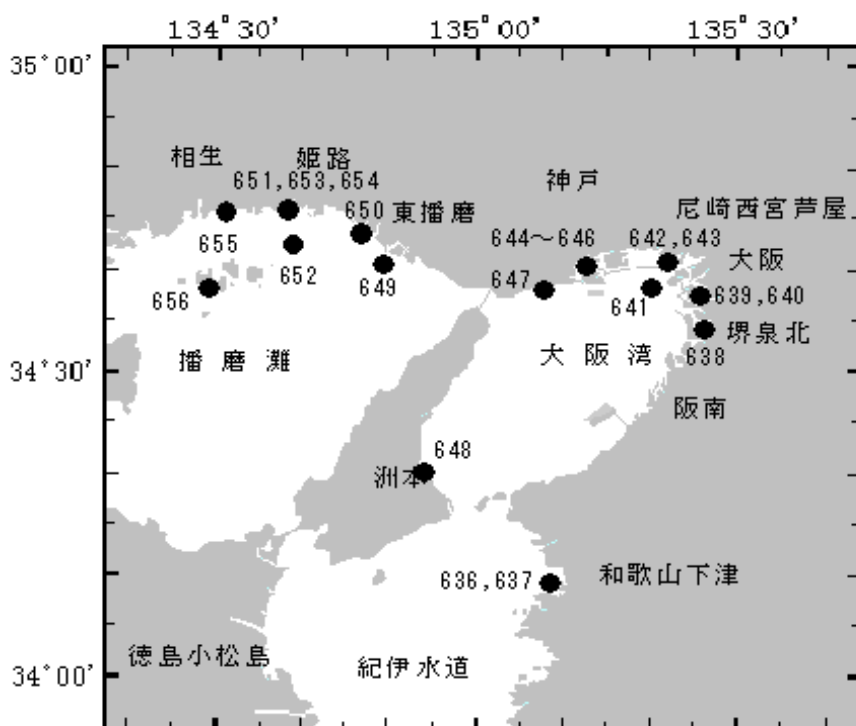 134°30' 135°00' 135°30'
35°00'
相生 姫路
651,653,654
神戸
650 東播磨
尼崎西宮芦屋
644～646 642,643
655 652 649 647 641 大阪
656 639,640
堺泉北
638
播磨灘 大阪湾
34°30'
阪南
648
洲本
636,637 和歌山下津
徳島小松島 紀伊水道
34°00'